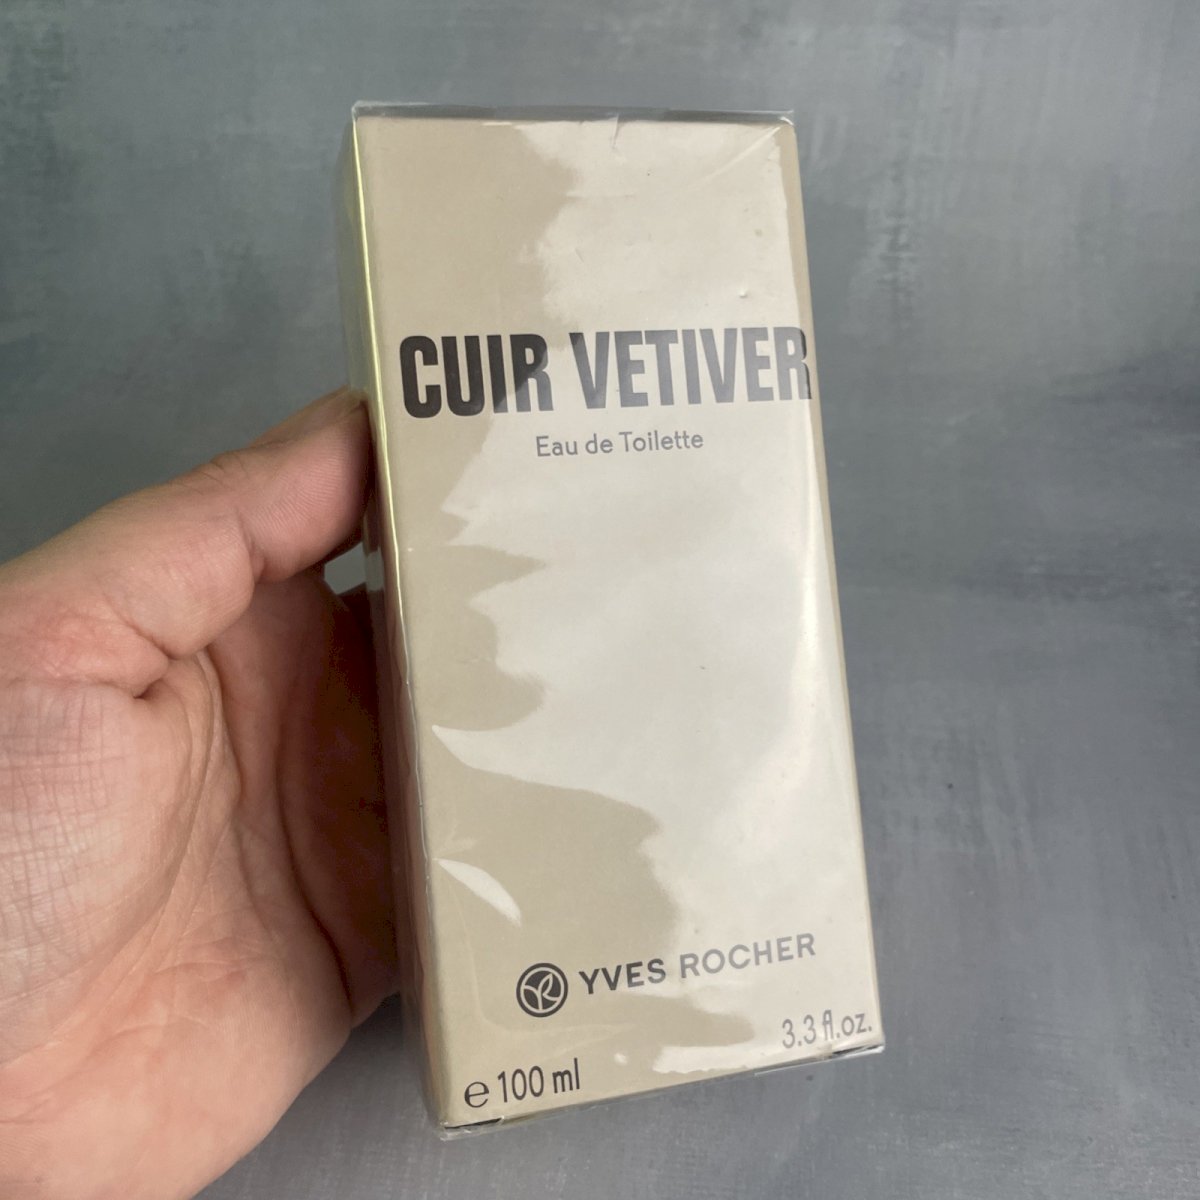 CUIR VETIVER
Eau de Toilette
YVES ROCHER
3.3 fl.oz.
℮ 100 ml